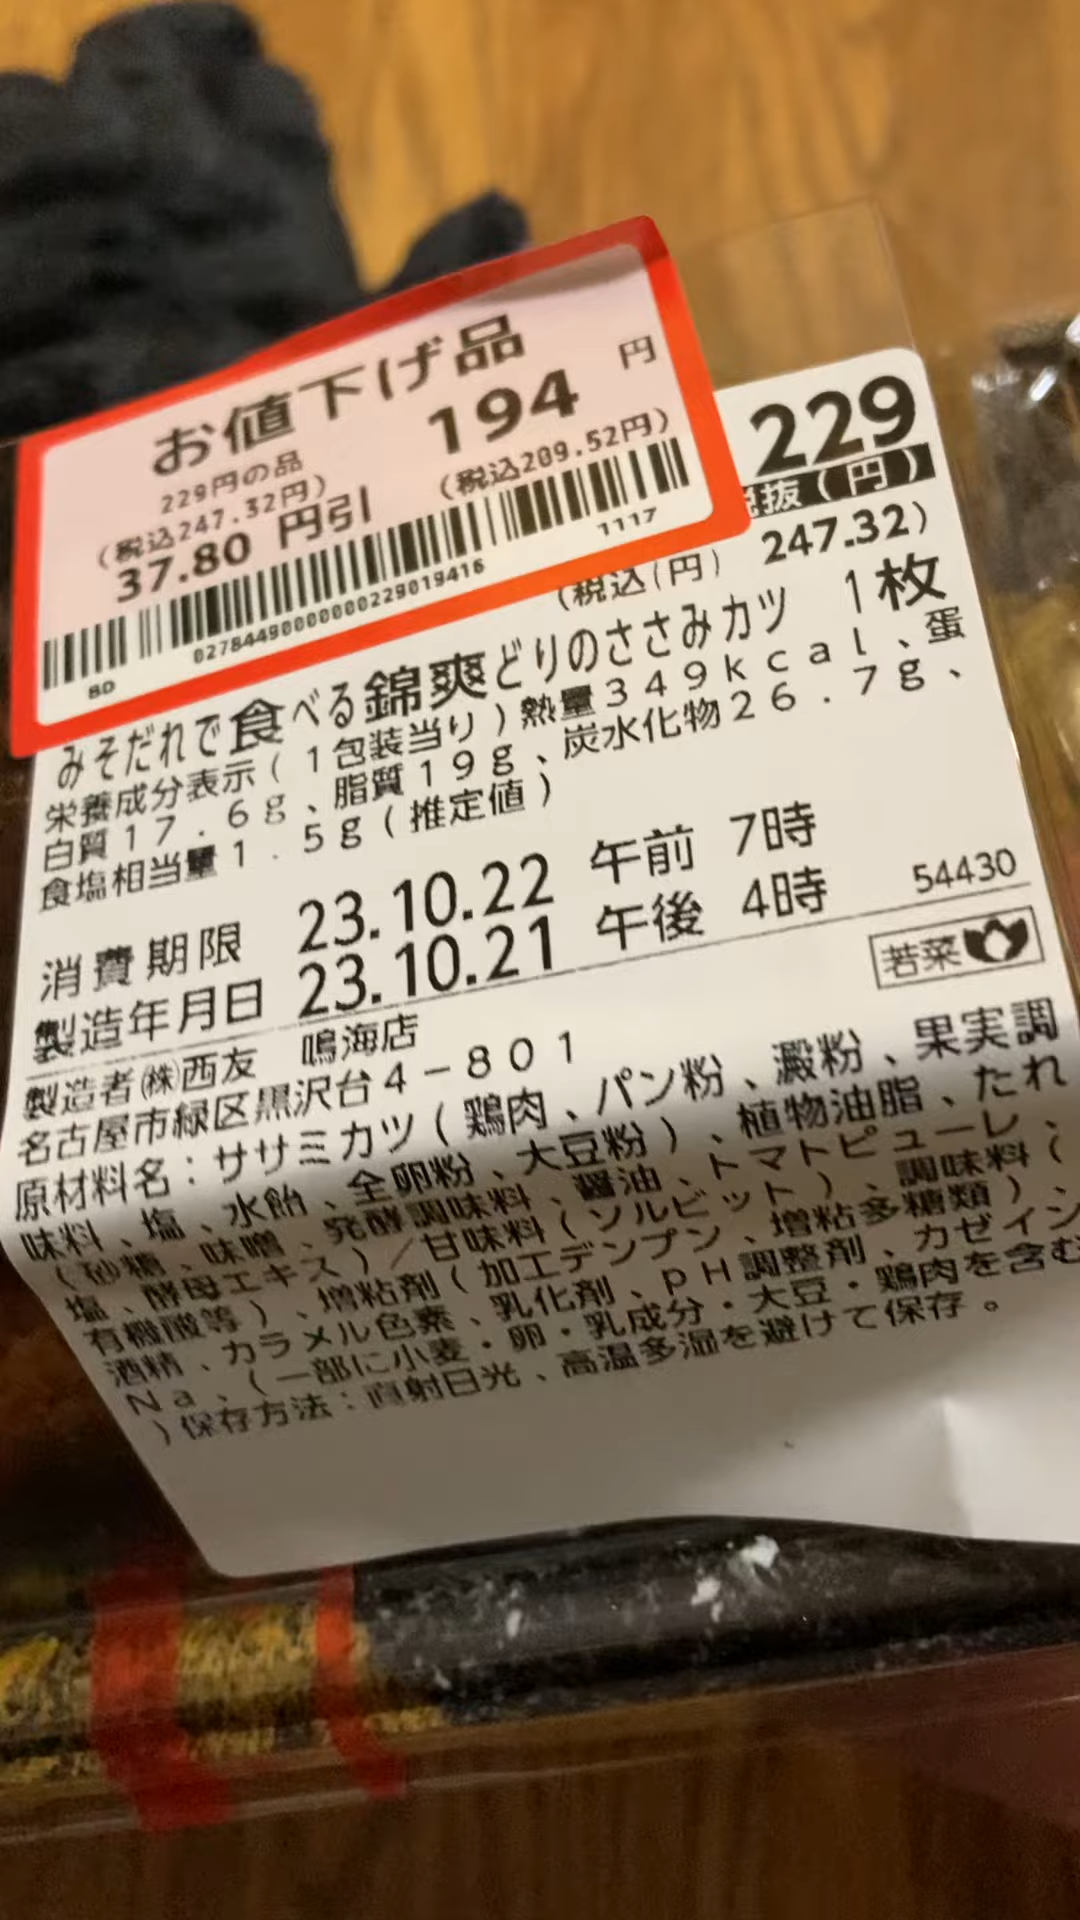 お値下げ品
229円の品
194 円
(税込247.32円)
(税込209.52円)
37.80 円引
0278449000000229019416
1117
BD
229
税抜(円)
(税込(円) 247.32)
みそだれで食べる錦爽どりのささみカツ 1枚
栄養成分表示(1包装当り)熱量349kcal、蛋
白質17.6g、脂質19g、炭水化物26.7g、
食塩相当量1.5g(推定値)
消費期限 23.10.22 午前 7時
製造年月日 23.10.21 午後 4時
54430
若菜
製造者㈱西友 鳴海店
名古屋市緑区黒沢台4-801
原材料名:ササミカツ(鶏肉、パン粉、澱粉、果実調
味料、塩、水飴、全卵粉、大豆粉)、植物油脂、たれ
(砂糖、味噌、発酵調味料、醤油、トマトピューレ、
塩、酵母エキス)/甘味料(ソルビット)、調味料(
有機酸等)、増粘剤(加工デンプン、増粘多糖類)、
酒精、カラメル色素、乳化剤、pH調整剤、カゼイン
Na、(一部に小麦・卵・乳成分・大豆・鶏肉を含む
)保存方法:直射日光、高温多湿を避けて保存。